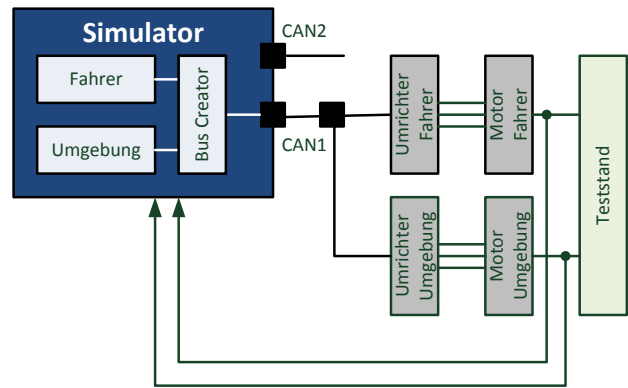 Simulator
CAN2
Fahrer
Umgebung
Bus Creator
CAN1
Umrichter
Fahrer
Motor
Fahrer
Umrichter
Umgebung
Motor
Umgebung
Teststand